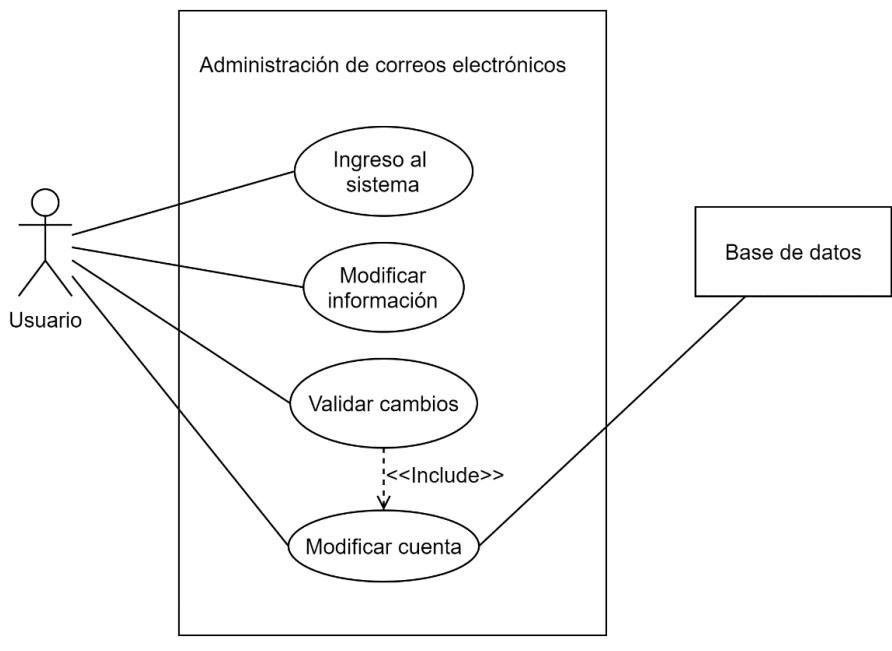 Administración de correos electrónicos
Ingreso al
sistema
Modificar
información
Base de datos
Usuario
Validar cambios
<<Include>>
Modificar cuenta